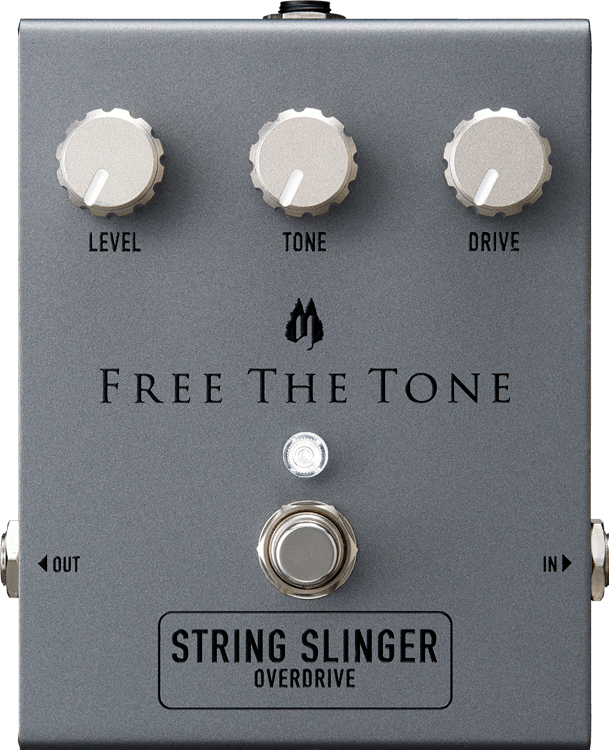 LEVEL TONE DRIVE
FREE THE TONE
◀OUT IN▶
STRING SLINGER
OVERDRIVE